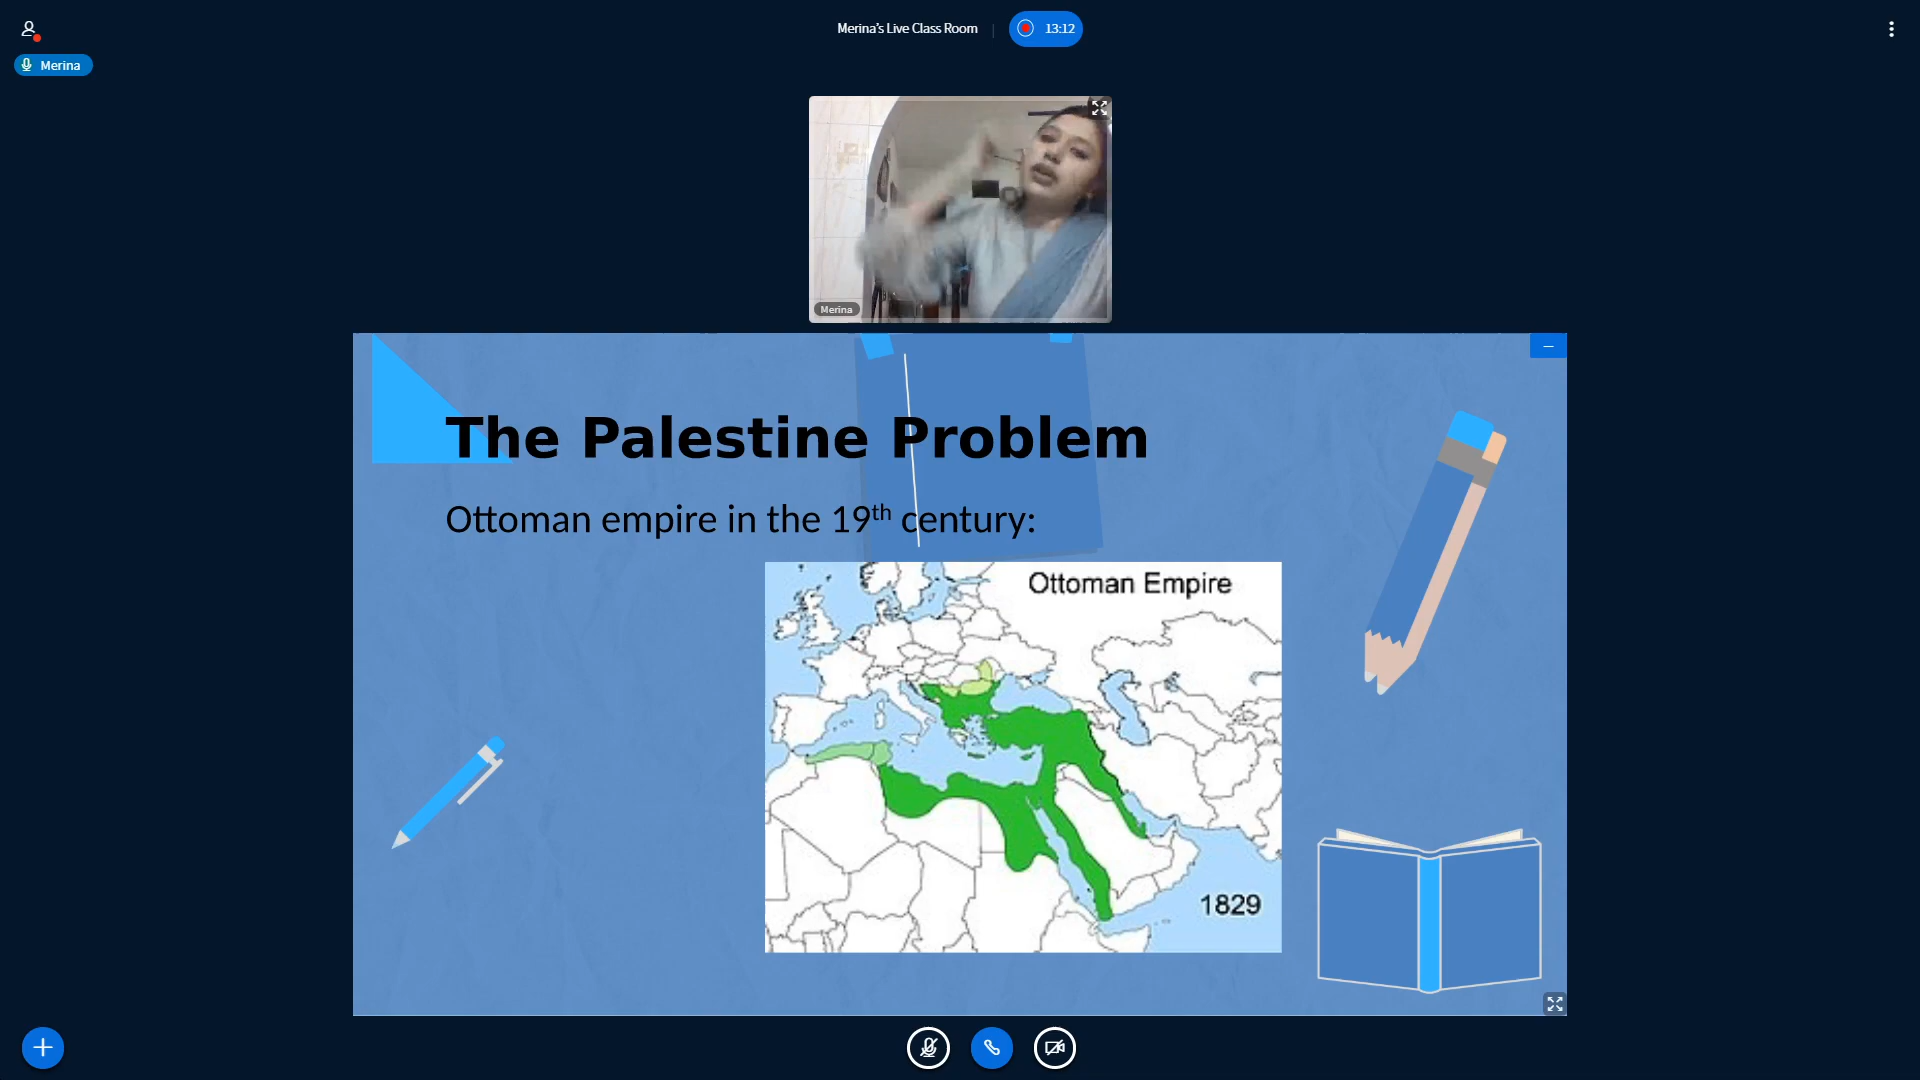 Merina's Live Class Room
13:12
Merina
Merina
The Palestine Problem
Ottoman empire in the 19th century:
Ottoman Empire
1829